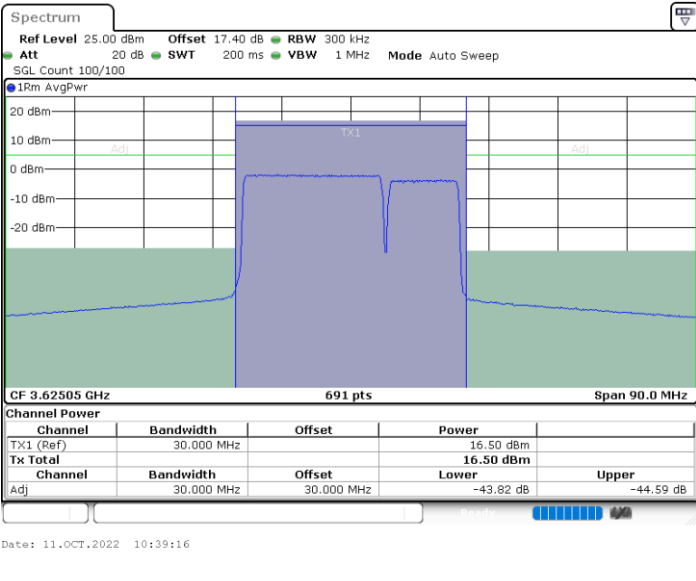 Spectrum
Ref Level 25.00 dBm Offset 17.40 dB RBW 300 kHz
Att 20 dB SWT 200 ms VBW 1 MHz Mode Auto Sweep
SGL Count 100/100
1Rm AvgPwr
20 dBm
TX1
10 dBm
Adj Adj
0 dBm
-10 dBm
-20 dBm
CF 3.62505 GHz 691 pts Span 90.0 MHz
Channel Power
Channel Bandwidth Offset Power
TX1 (Ref) 30.000 MHz 16.50 dBm
Tx Total 16.50 dBm
Channel Bandwidth Offset Lower Upper
Adj 30.000 MHz 30.000 MHz -43.82 dB -44.59 dB
Ready
Date: 11.OCT.2022 10:39:16